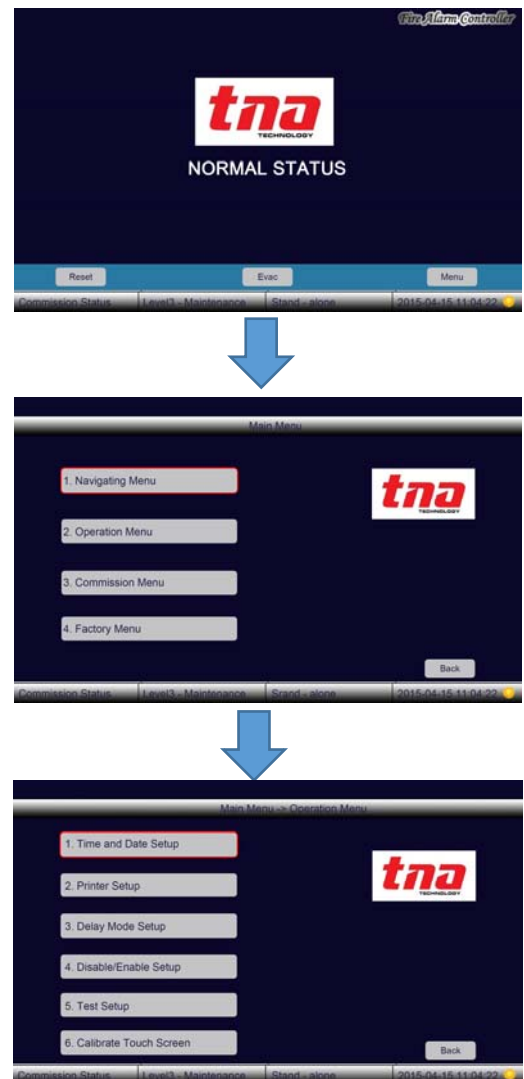 Fire Alarm Controller
tna
TECHNOLOGY
NORMAL STATUS
Reset Evac Menu
Commission Status Level3 - Maintenance Stand - alone 2015-04-15 11:04:22
Main Menu
1. Navigating Menu
tna
TECHNOLOGY
2. Operation Menu
3. Commission Menu
4. Factory Menu
Back
Commission Status Level3 - Maintenance Srand - alone 2015-04-15 11:04:22
Main Menu -> Operation Menu
1. Time and Date Setup
tna
TECHNOLOGY
2. Printer Setup
3. Delay Mode Setup
4. Disable/Enable Setup
5. Test Setup
6. Calibrate Touch Screen
Back
Commission Status Level3 - Maintenance Stand - alone 2015-04-15 11:04:22